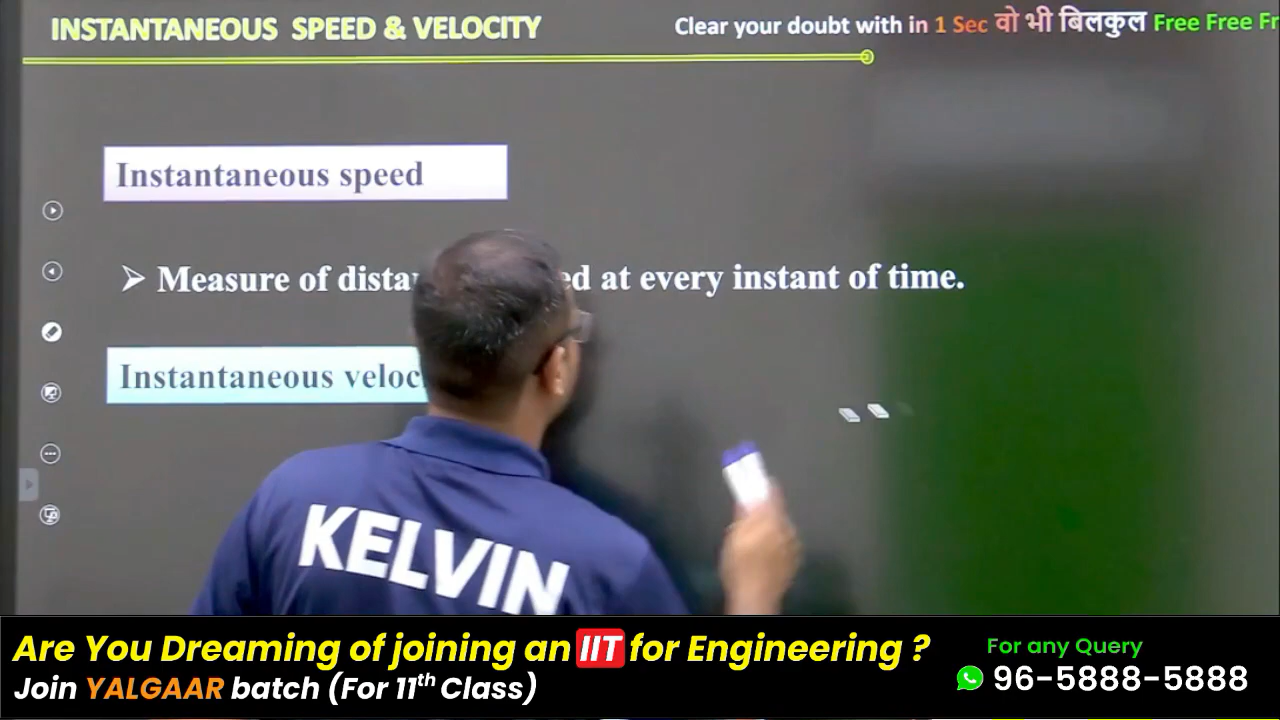 INSTANTANEOUS SPEED & VELOCITY
Clear your doubt with in 1 Sec वो भी बिलकुल Free Free Fr
Instantaneous speed
➢ Measure of distan ed at every instant of time.
Instantaneous veloc
KELVIN
Are You Dreaming of joining an IIT for Engineering ?
Join YALGAAR batch (For 11th Class)
For any Query
96-5888-5888